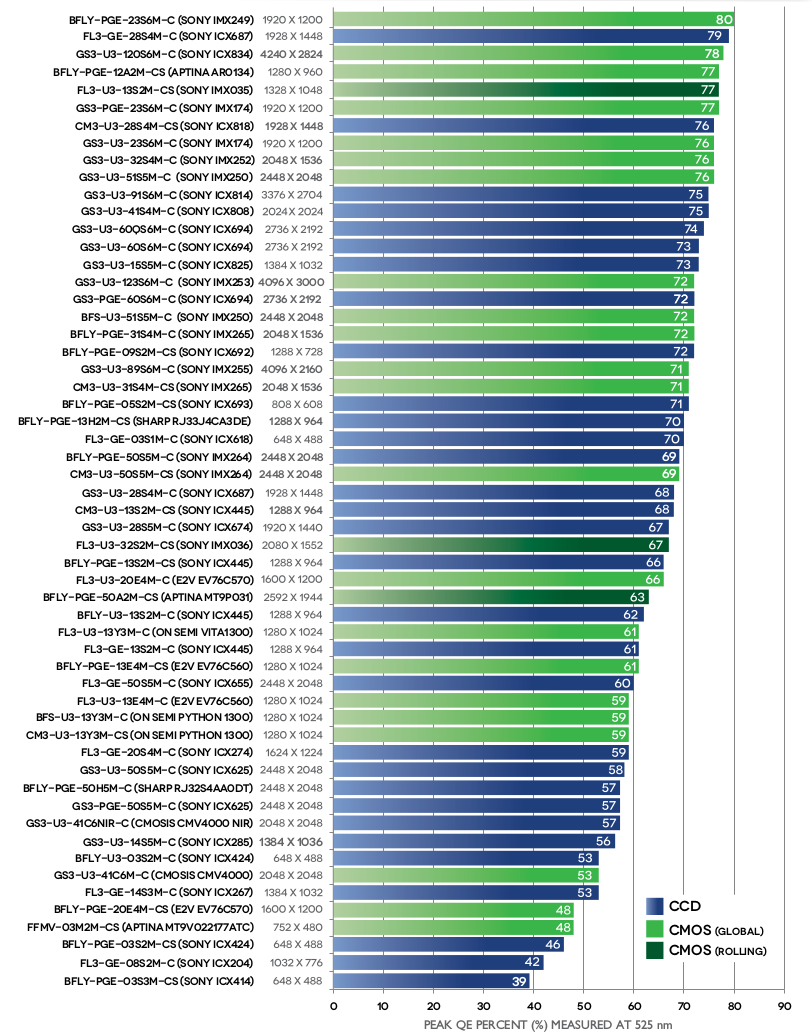 BFLY-PGE-23S6M-C (SONY IMX249) 1920 X 1200 80
FL3-GE-28S4M-C (SONY ICX687) 1928 X 1448 79
GS3-U3-120S6M-C (SONY ICX834) 4240 X 2824 78
BFLY-PGE-12A2M-CS (APTINA AR0134) 1280 X 960 77
FL3-U3-13S2M-CS (SONY IMX035) 1328 X 1048 77
GS3-PGE-23S6M-C (SONY IMX174) 1920 X 1200 77
CM3-U3-28S4M-CS (SONY ICX818) 1928 X 1448 76
GS3-U3-23S6M-C (SONY IMX174) 1920 X 1200 76
GS3-U3-32S4M-C (SONY IMX252) 2048 X 1536 76
GS3-U3-51S5M-C (SONY IMX250) 2448 X 2048 76
GS3-U3-91S6M-C (SONY ICX814) 3376 X 2704 75
GS3-U3-41S4M-C (SONY ICX808) 2024 X 2024 75
GS3-U3-60QS6M-C (SONY ICX694) 2736 X 2192 74
GS3-U3-60S6M-C (SONY ICX694) 2736 X 2192 73
GS3-U3-15S5M-C (SONY ICX825) 1384 X 1032 73
GS3-U3-123S6M-C (SONY IMX253) 4096 X 3000 72
GS3-PGE-60S6M-C (SONY ICX694) 2736 X 2192 72
BFS-U3-51S5M-C (SONY IMX250) 2448 X 2048 72
BFLY-PGE-31S4M-C (SONY IMX265) 2048 X 1536 72
BFLY-PGE-09S2M-CS (SONY ICX692) 1288 X 728 72
GS3-U3-89S6M-C (SONY IMX255) 4096 X 2160 71
CM3-U3-31S4M-CS (SONY IMX265) 2048 X 1536 71
BFLY-PGE-05S2M-CS (SONY ICX693) 808 X 608 71
BFLY-PGE-13H2M-CS (SHARP RJ33J4CA3DE) 1288 X 964 70
FL3-GE-03S1M-C (SONY ICX618) 648 X 488 70
BFLY-PGE-50S5M-C (SONY IMX264) 2448 X 2048 69
CM3-U3-50S5M-CS (SONY IMX264) 2448 X 2048 69
GS3-U3-28S4M-C (SONY ICX687) 1928 X 1448 68
CM3-U3-13S2M-CS (SONY ICX445) 1288 X 964 68
GS3-U3-28S5M-C (SONY ICX674) 1920 X 1440 67
FL3-U3-32S2M-CS (SONY IMX036) 2080 X 1552 67
BFLY-PGE-13S2M-CS (SONY ICX445) 1288 X 964 66
FL3-U3-20E4M-C (E2V EV76C570) 1600 X 1200 66
BFLY-PGE-50A2M-CS (APTINA MT9P031) 2592 X 1944 63
BFLY-U3-13S2M-CS (SONY ICX445) 1288 X 964 62
FL3-U3-13Y3M-C (ON SEMI VITA1300) 1280 X 1024 61
FL3-GE-13S2M-C (SONY ICX445) 1288 X 964 61
BFLY-PGE-13E4M-CS (E2V EV76C560) 1280 X 1024 61
FL3-GE-50S5M-C (SONY ICX655) 2448 X 2048 60
FL3-U3-13E4M-C (E2V EV76C560) 1280 X 1024 59
BFS-U3-13Y3M-C (ON SEMI PYTHON 1300) 1280 X 1024 59
CM3-U3-13Y3M-CS (ON SEMI PYTHON 1300) 1280 X 1024 59
FL3-GE-20S4M-C (SONY ICX274) 1624 X 1224 59
GS3-U3-50S5M-C (SONY ICX625) 2448 X 2048 58
BFLY-PGE-50H5M-C (SHARP RJ32S4AA0DT) 2448 X 2048 57
GS3-PGE-50S5M-C (SONY ICX625) 2448 X 2048 57
GS3-U3-41C6NIR-C (CMOSIS CMV4000 NIR) 2048 X 2048 57
GS3-U3-14S5M-C (SONY ICX285) 1384 X 1036 56
BFLY-U3-03S2M-CS (SONY ICX424) 648 X 488 53
GS3-U3-41C6M-C (CMOSIS CMV4000) 2048 X 2048 53
FL3-GE-14S3M-C (SONY ICX267) 1384 X 1032 53
BFLY-PGE-20E4M-CS (E2V EV76C570) 1600 X 1200 48
FFMV-03M2M-CS (APTINA MT9V022177ATC) 752 X 480 48
BFLY-PGE-03S2M-CS (SONY ICX424) 648 X 488 46
FL3-GE-08S2M-C (SONY ICX204) 1032 X 776 42
BFLY-PGE-03S3M-CS (SONY ICX414) 648 X 488 39
CCD
CMOS (GLOBAL)
CMOS (ROLLING)
0 10 20 30 40 50 60 70 80 90
PEAK QE PERCENT (%) MEASURED AT 525 nm